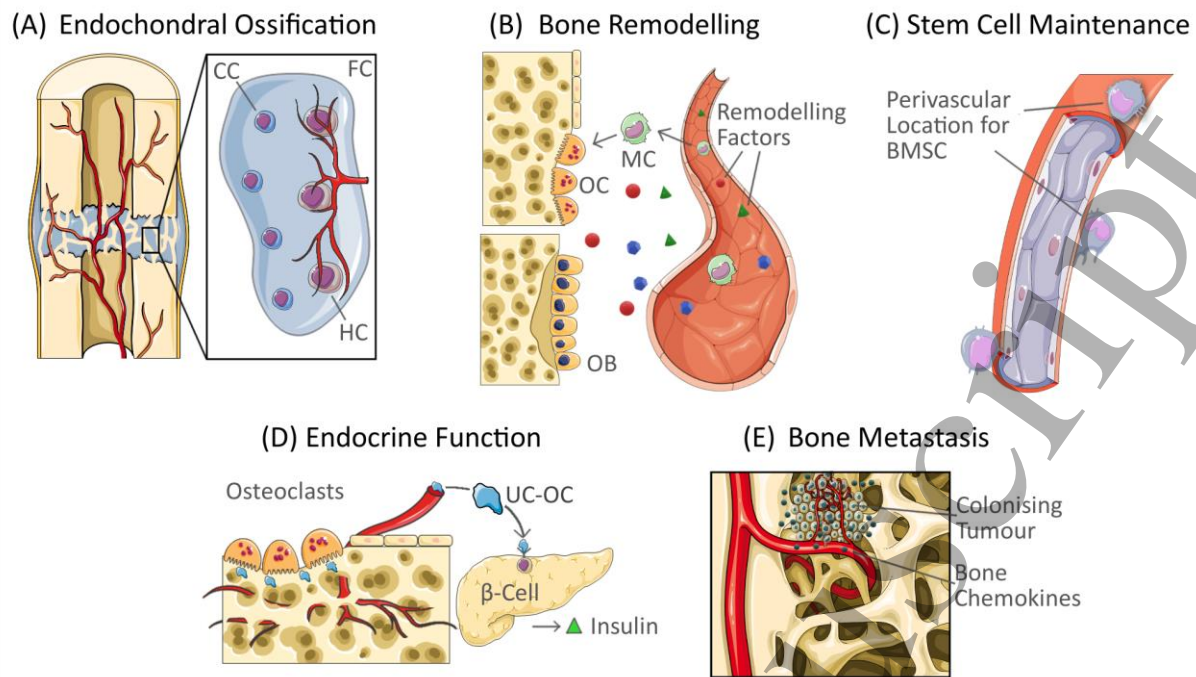 (A) Endochondral Ossification
CC
FC
HC
(B) Bone Remodelling
Remodelling
Factors
MC
OC
OB
(C) Stem Cell Maintenance
Perivascular
Location for
BMSC
(D) Endocrine Function
Osteoclasts
UC-OC
β-Cell
Insulin
(E) Bone Metastasis
Colonising
Tumour
Bone
Chemokines
script